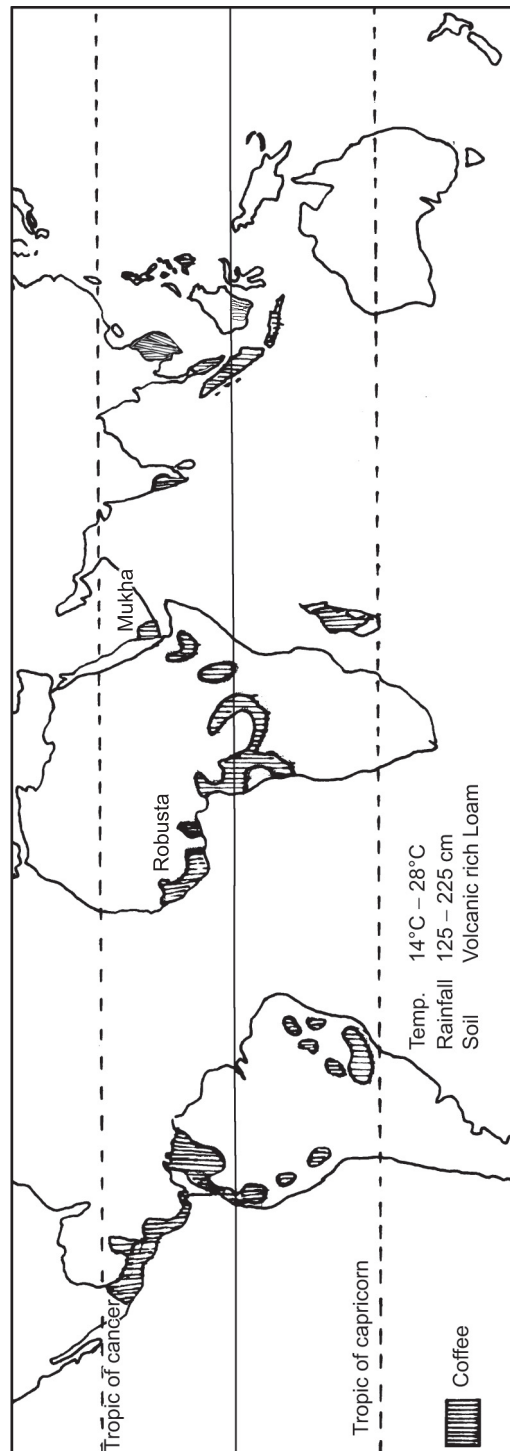 Mukha
Robusta
Tropic of cancer
Tropic of capricorn
Temp. 14°C – 28°C
Rainfall 125 – 225 cm
Soil Volcanic rich Loam
Coffee